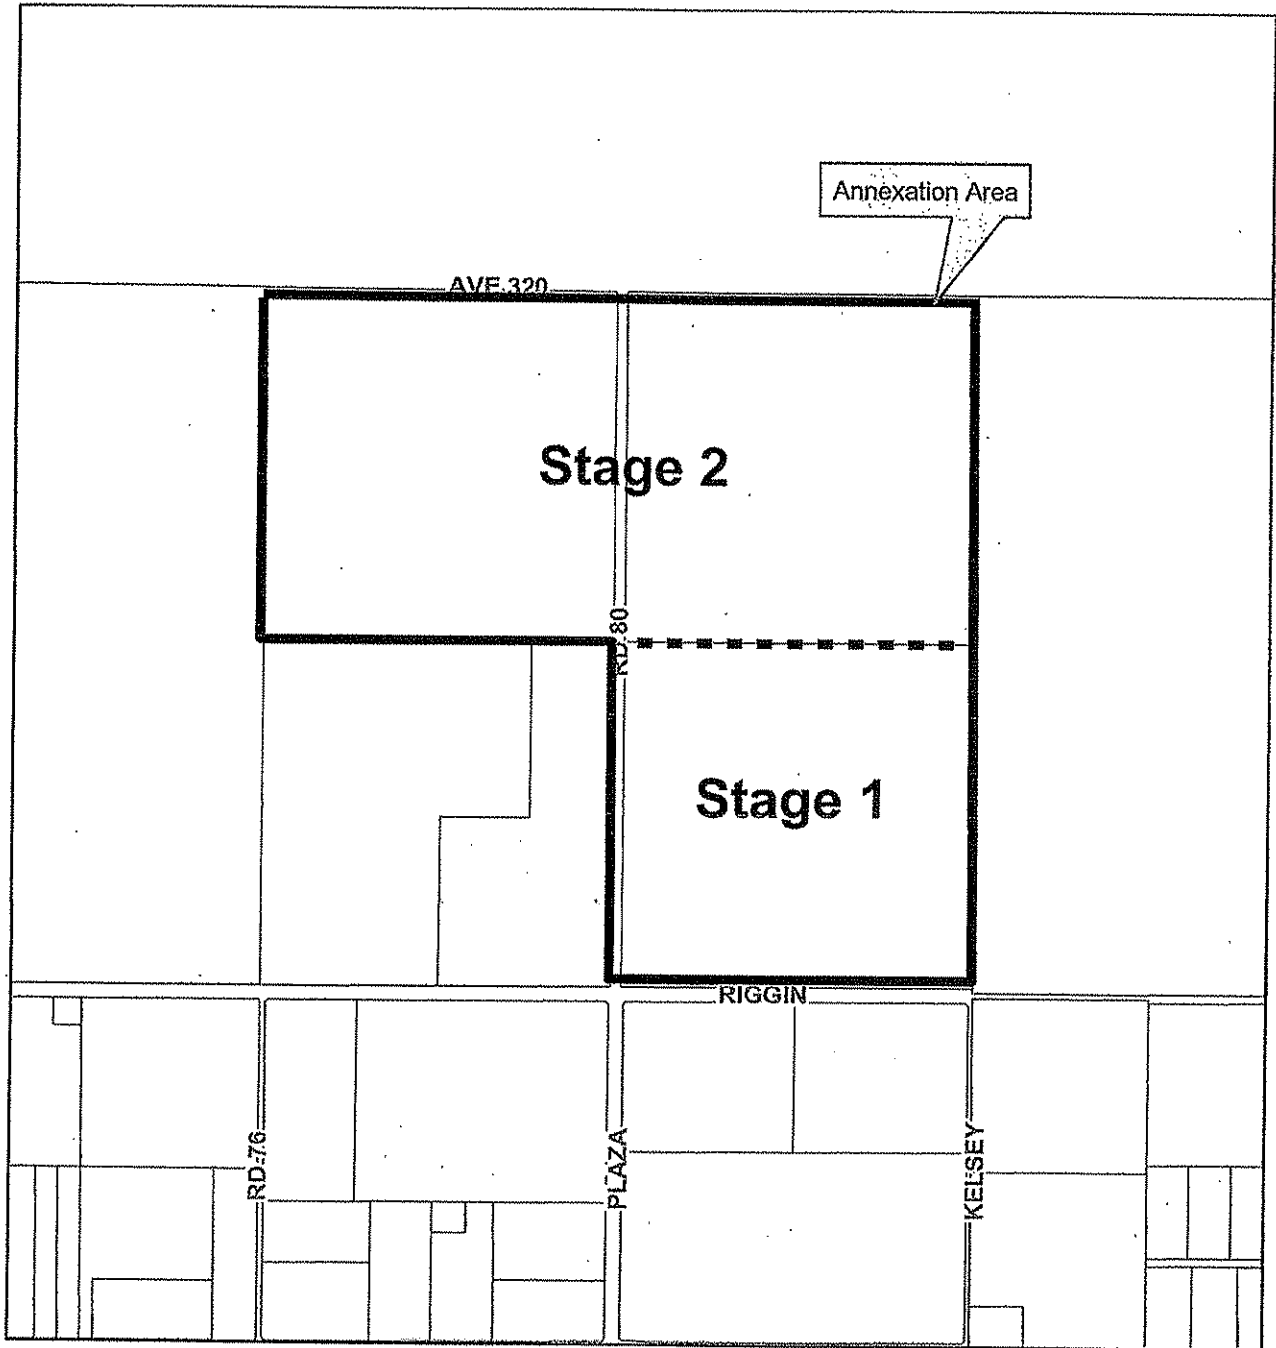 Annexation Area
AVE 320
Stage 2
RD 80
Stage 1
RIGGIN
RD 76
PLAZA
KELSEY